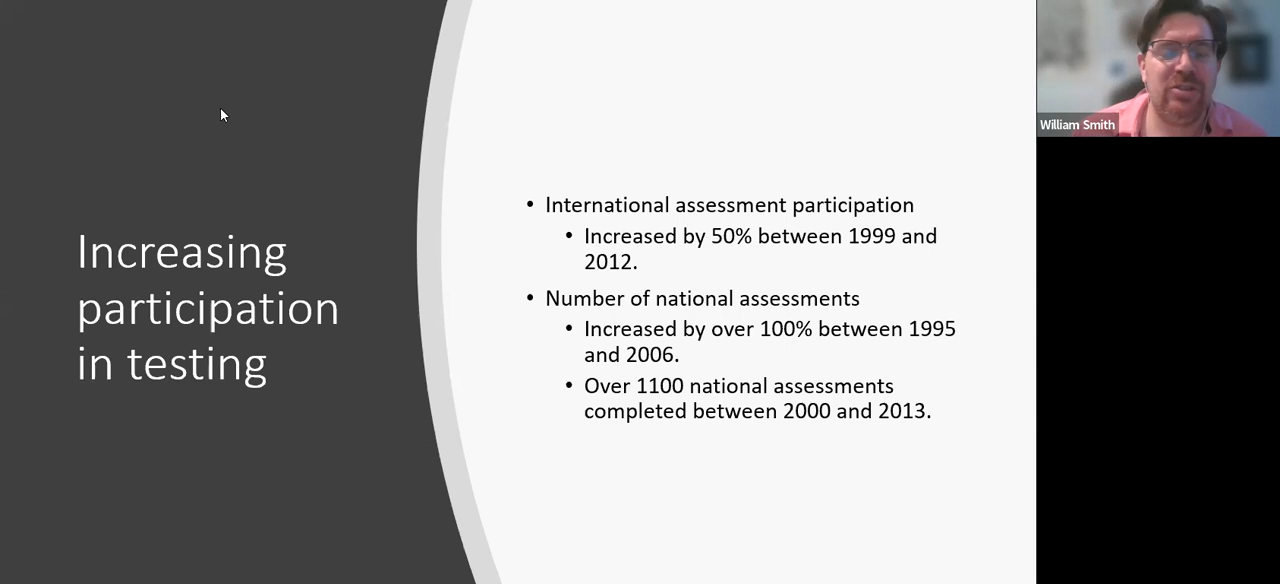 Increasing
participation
in testing
• International assessment participation
• Increased by 50% between 1999 and
2012.
• Number of national assessments
• Increased by over 100% between 1995
and 2006.
• Over 1100 national assessments
completed between 2000 and 2013.
William Smith